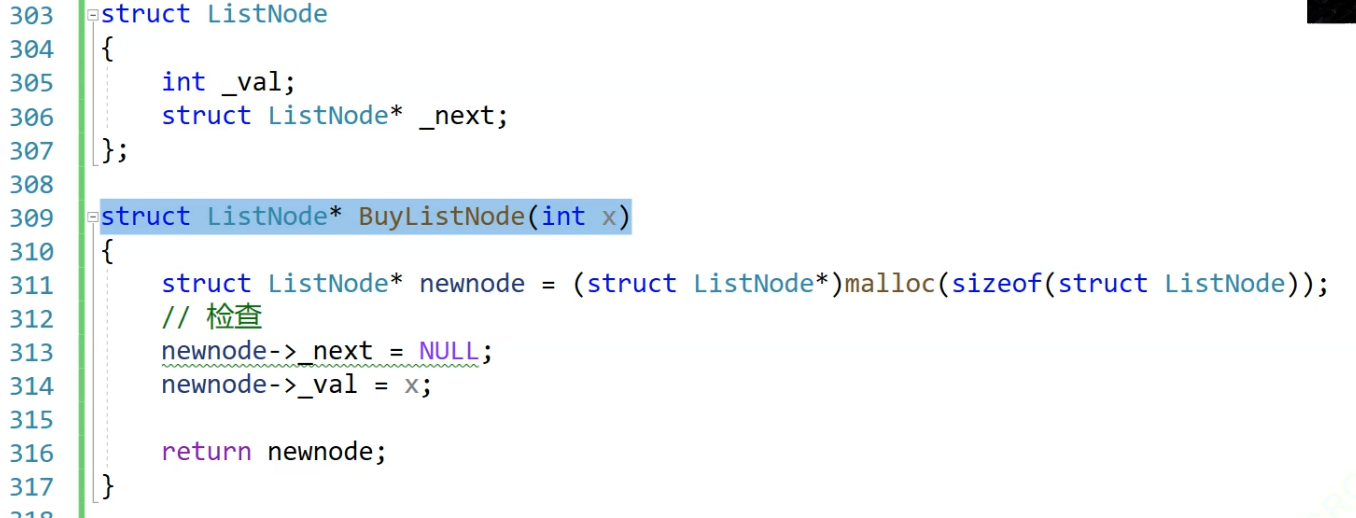 303 struct ListNode
304 {
305     int _val;
306     struct ListNode* _next;
307 };
308
309 struct ListNode* BuyListNode(int x)
310 {
311     struct ListNode* newnode = (struct ListNode*)malloc(sizeof(struct ListNode));
312     // 检查
313     newnode->_next = NULL;
314     newnode->_val = x;
315
316     return newnode;
317 }
318